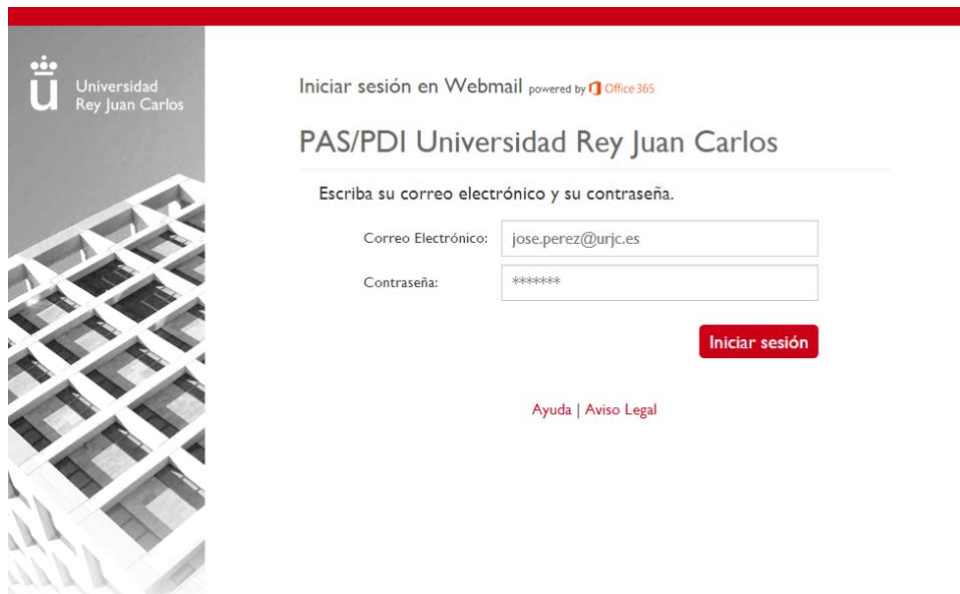 Universidad
Rey Juan Carlos
Iniciar sesión en Webmail powered by Office 365
PAS/PDI Universidad Rey Juan Carlos
Escriba su correo electrónico y su contraseña.
Correo Electrónico: jose.perez@urjc.es
Contraseña: *******
Iniciar sesión
Ayuda | Aviso Legal